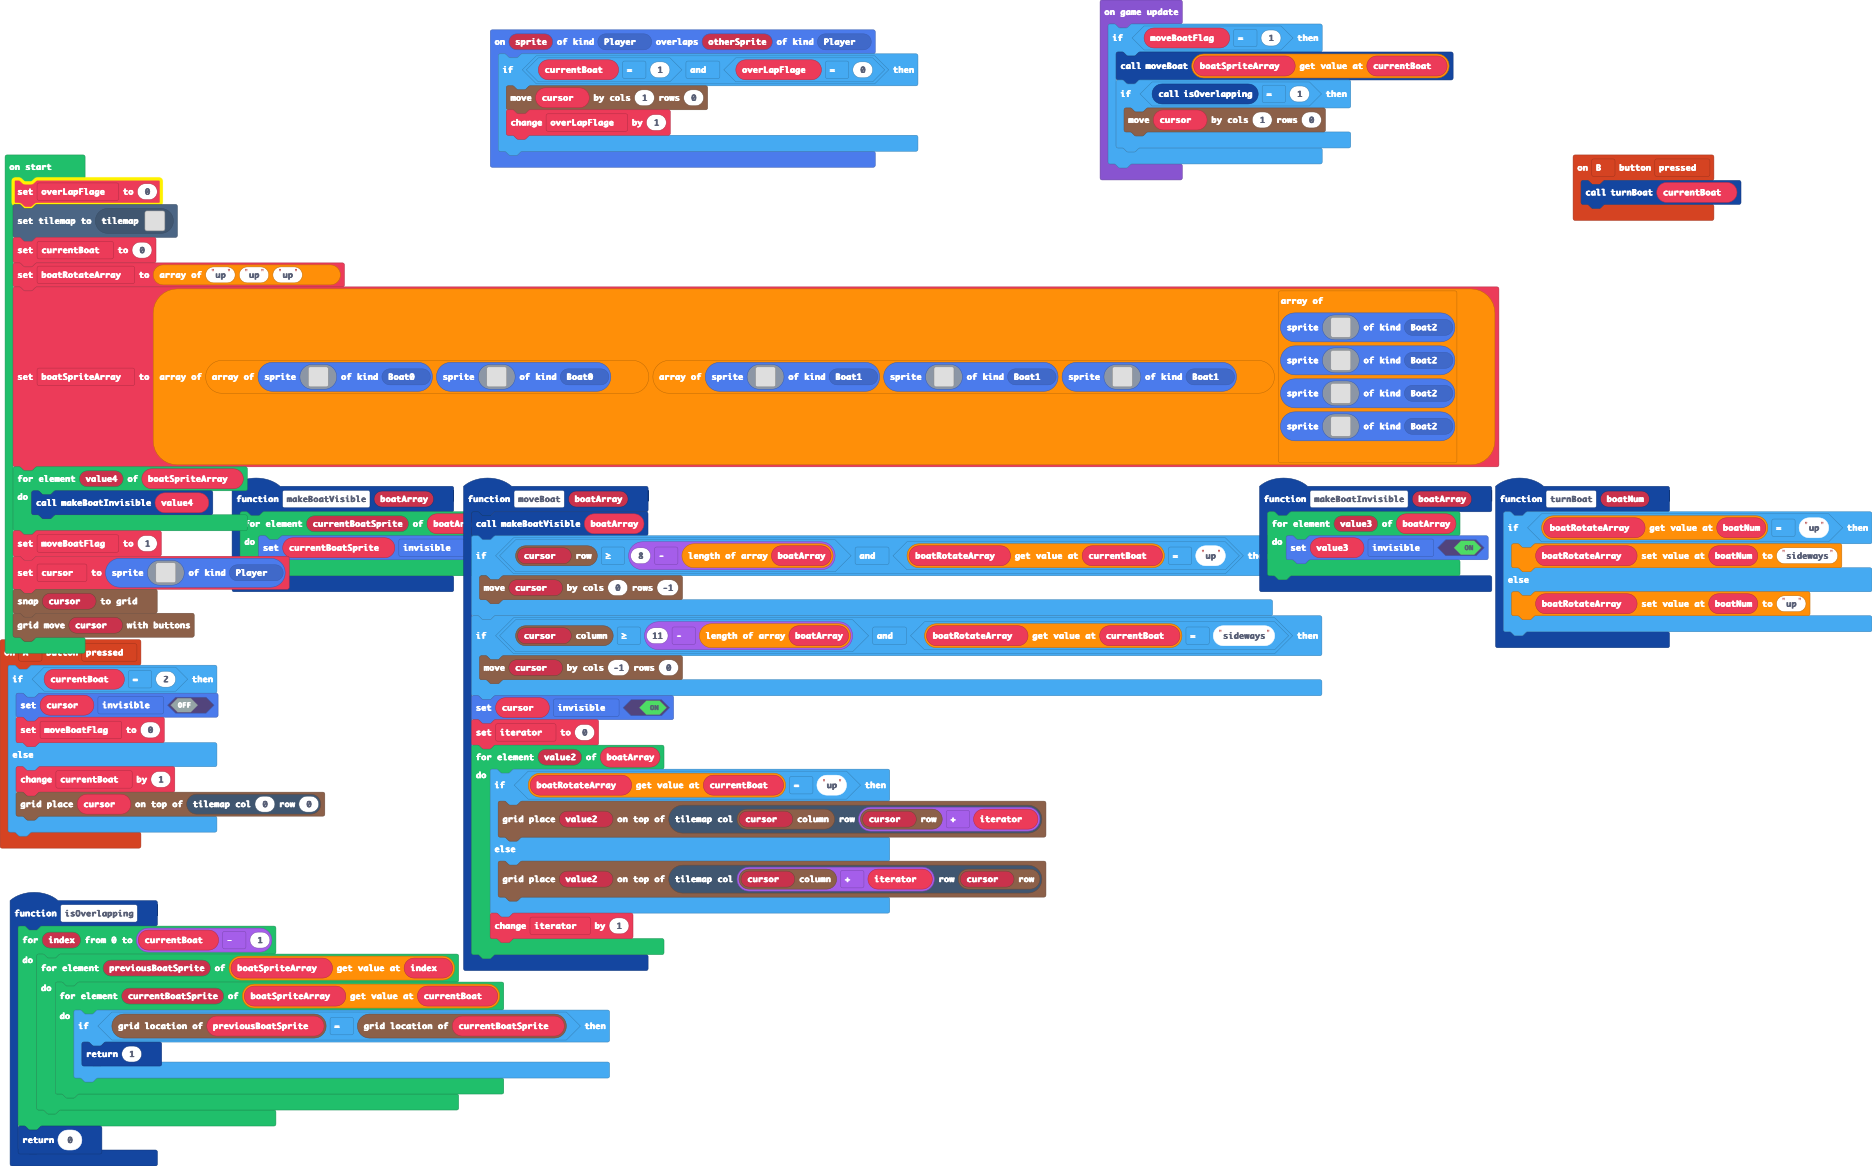 on game update
if moveBoatFlag = 1 then
call moveBoat boatSpriteArray get value at currentBoat
if call isOverlapping = 1 then
move cursor by cols 1 rows 0
on sprite of kind Player overlaps otherSprite of kind Player
if currentBoat = 1 and overLapFlage = 0 then
move cursor by cols 1 rows 0
change overLapFlage by 1
on B button pressed
call turnBoat currentBoat
on start
set overLapFlage to 0
set tilemap to tilemap
set currentBoat to 0
set boatRotateArray to array of "up" "up" "up"
set boatSpriteArray to array of array of sprite of kind Boat0 sprite of kind Boat0 array of sprite of kind Boat1 sprite of kind Boat1 sprite of kind Boat1
array of
sprite of kind Boat2
sprite of kind Boat2
sprite of kind Boat2
sprite of kind Boat2
for element value4 of boatSpriteArray
do call makeBoatInvisible value4
set moveBoatFlag to 1
set cursor to sprite of kind Player
snap cursor to grid
grid move cursor with buttons
function makeBoatVisible boatArray
for element currentBoatSprite of
do set currentBoatSprite invisible
function moveBoat boatArray
call makeBoatVisible boatArray
if cursor row ≥ 8 - length of array boatArray and boatRotateArray get value at currentBoat = "up"
move cursor by cols 0 rows -1
if cursor column ≥ 11 - length of array boatArray and boatRotateArray get value at currentBoat = "sideways" then
move cursor by cols -1 rows 0
set cursor invisible ON
set iterator to 0
for element value2 of boatArray
do if boatRotateArray get value at currentBoat = "up" then
grid place value2 on top of tilemap col cursor column row cursor row + iterator
else
grid place value2 on top of tilemap col cursor column + iterator row cursor row
change iterator by 1
function makeBoatInvisible boatArray
for element value3 of boatArray
do set value3 invisible ON
function turnBoat boatNum
if boatRotateArray get value at boatNum = "up" then
boatRotateArray set value at boatNum to "sideways"
else
boatRotateArray set value at boatNum to "up"
pressed
if currentBoat = 2 then
set cursor invisible OFF
set moveBoatFlag to 0
else
change currentBoat by 1
grid place cursor on top of tilemap col 0 row 0
function isOverlapping
for index from 0 to currentBoat - 1
do for element previousBoatSprite of boatSpriteArray get value at index
do for element currentBoatSprite of boatSpriteArray get value at currentBoat
do if grid location of previousBoatSprite = grid location of currentBoatSprite then
return 1
return 0